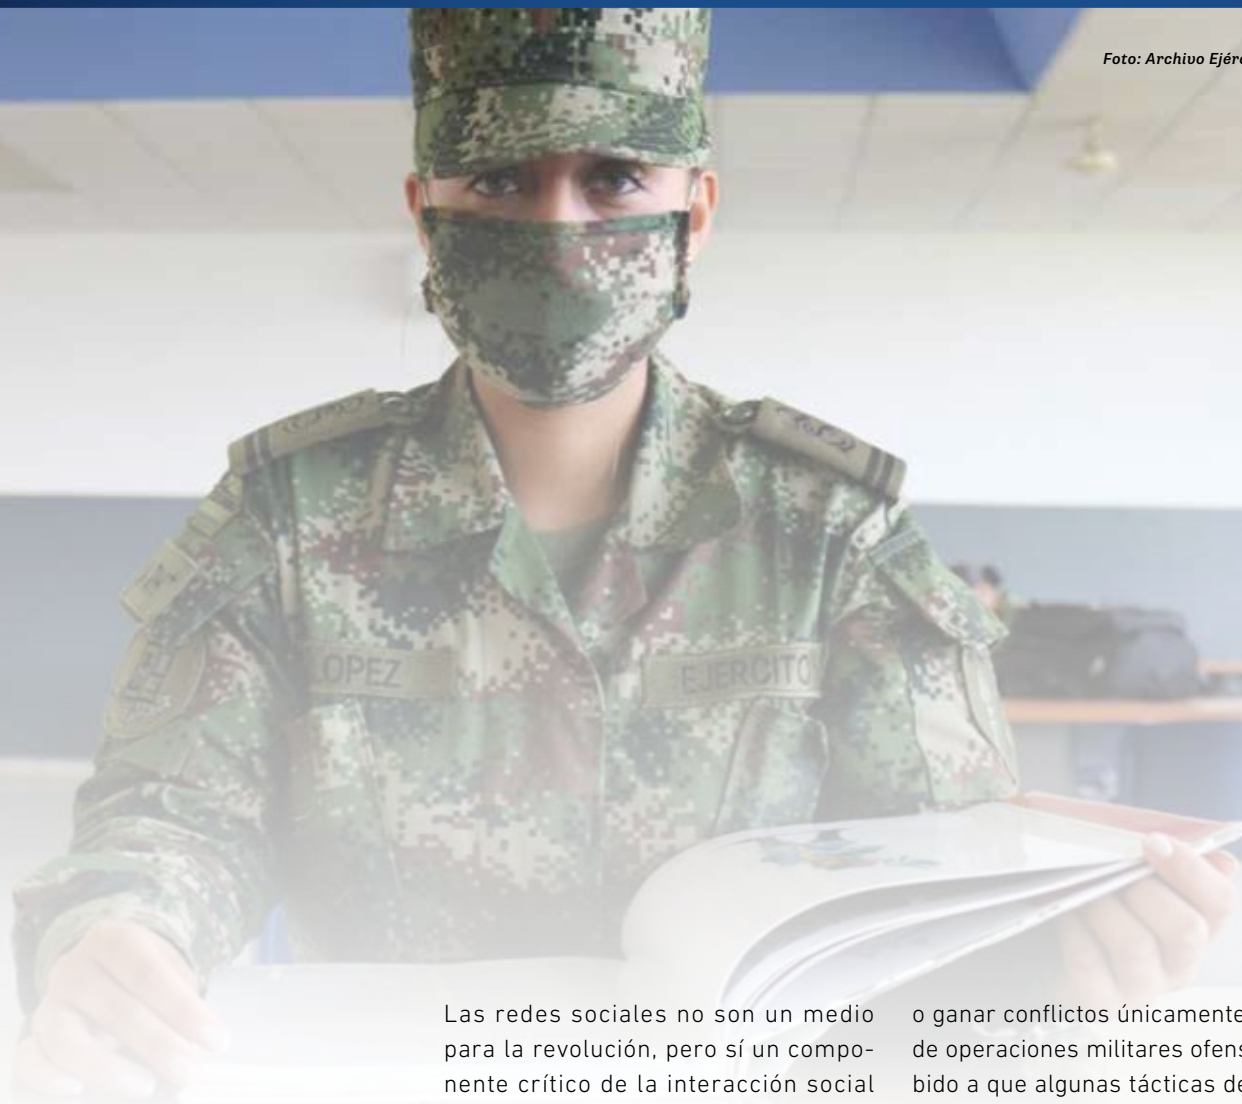 Foto: Archivo Ejérc
OPEZ
EJERCITO
Las redes sociales no son un medio
para la revolución, pero sí un compo-
nente crítico de la interacción social
o ganar conflictos únicamente
de operaciones militares ofens
bido a que algunas tácticas de